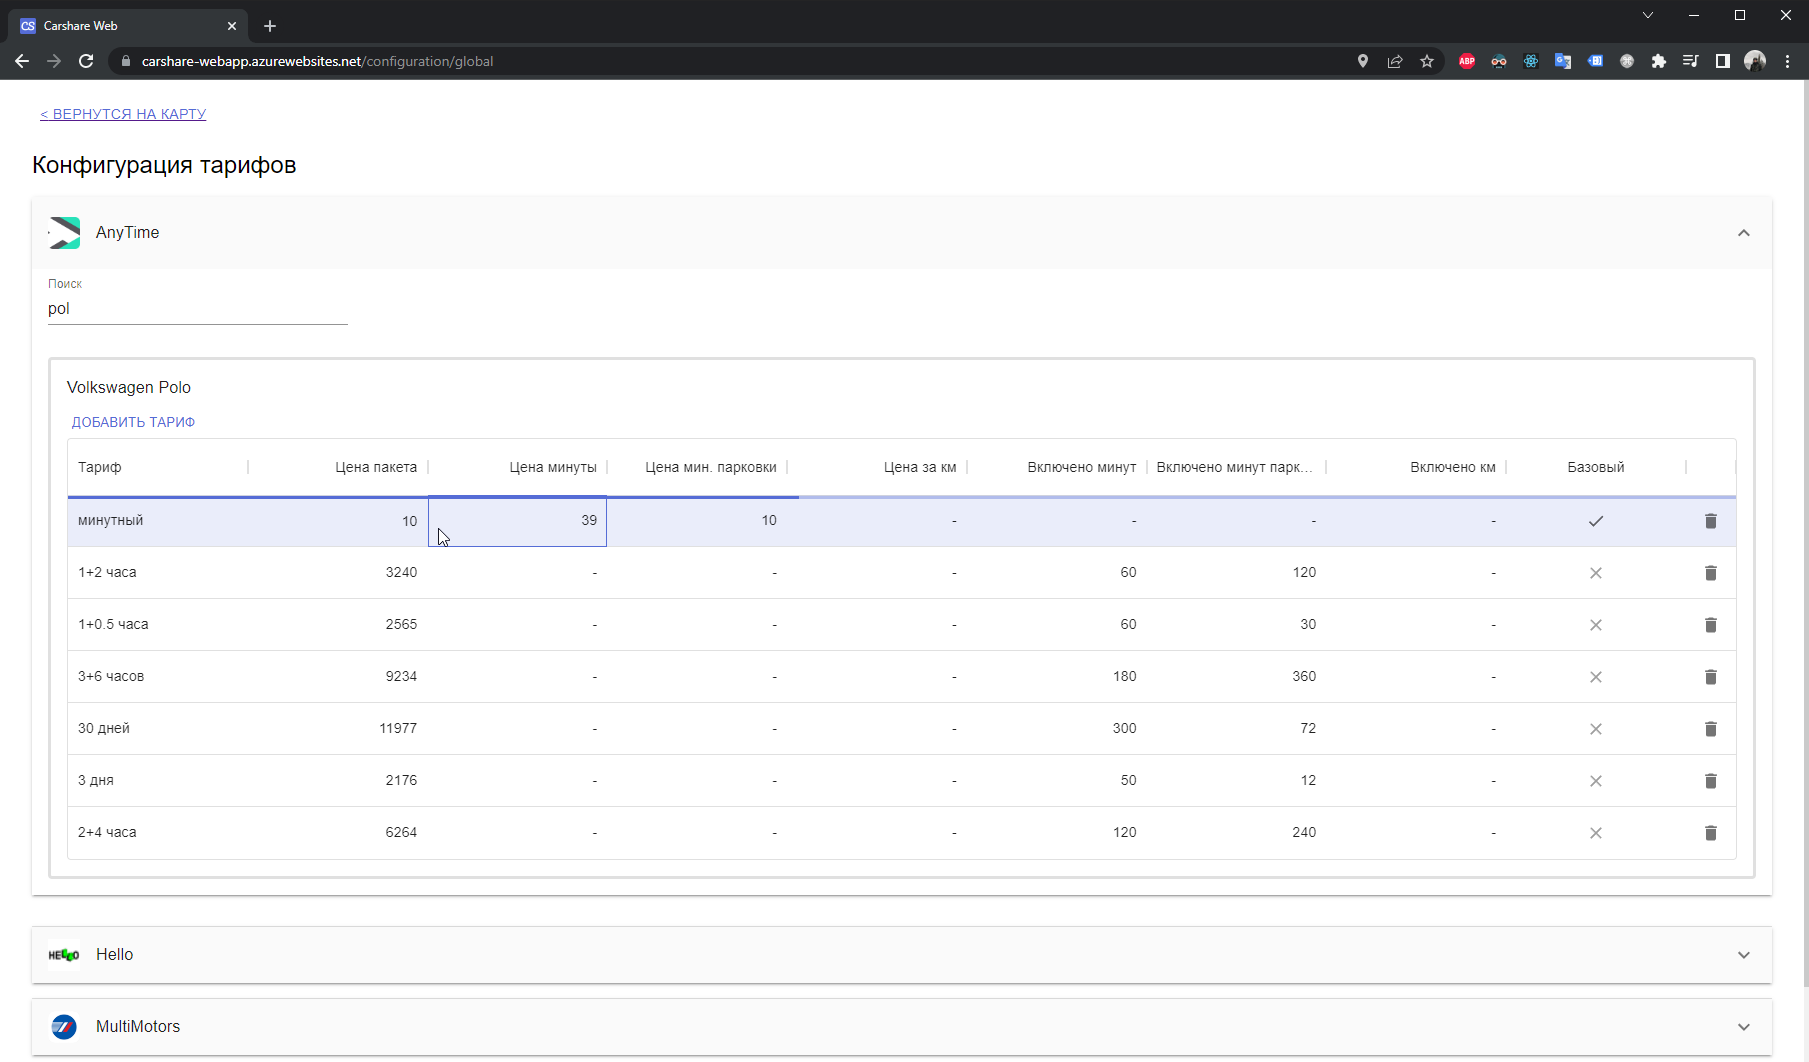 CS Carshare Web
carshare-webapp.azurewebsites.net/configuration/global
ABP
< ВЕРНУТСЯ НА КАРТУ
Конфигурация тарифов
AnyTime
Поиск
pol
Volkswagen Polo
ДОБАВИТЬ ТАРИФ
Тариф Цена пакета Цена минуты Цена мин. парковки Цена за км Включено минут Включено минут парк... Включено км Базовый
минутный 10 39 10 - - - -
1+2 часа 3240 - - - 60 120 -
1+0.5 часа 2565 - - - 60 30 -
3+6 часов 9234 - - - 180 360 -
30 дней 11977 - - - 300 72 -
3 дня 2176 - - - 50 12 -
2+4 часа 6264 - - - 120 240 -
HELLO Hello
MultiMotors